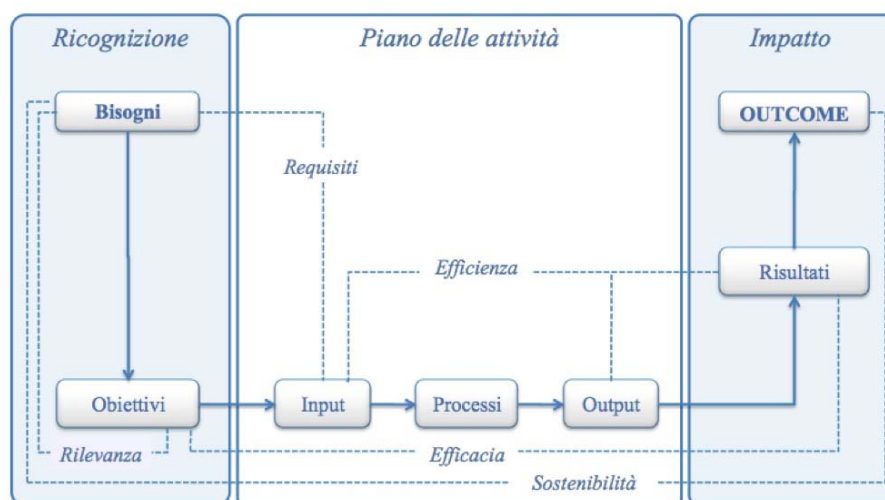 Ricognizione
Piano delle attività
Impatto
Bisogni
OUTCOME
Requisiti
Efficienza
Risultati
Obiettivi
Input
Processi
Output
Rilevanza
Efficacia
Sostenibilità